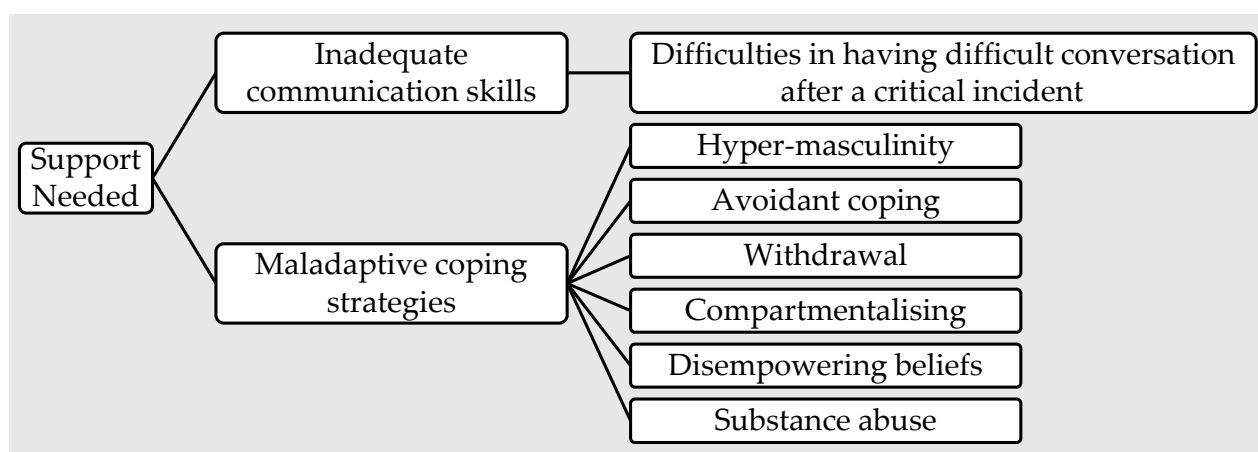 Support
Needed
Inadequate
communication skills
Difficulties in having difficult conversation
after a critical incident
Maladaptive coping
strategies
Hyper-masculinity
Avoidant coping
Withdrawal
Compartmentalising
Disempowering beliefs
Substance abuse